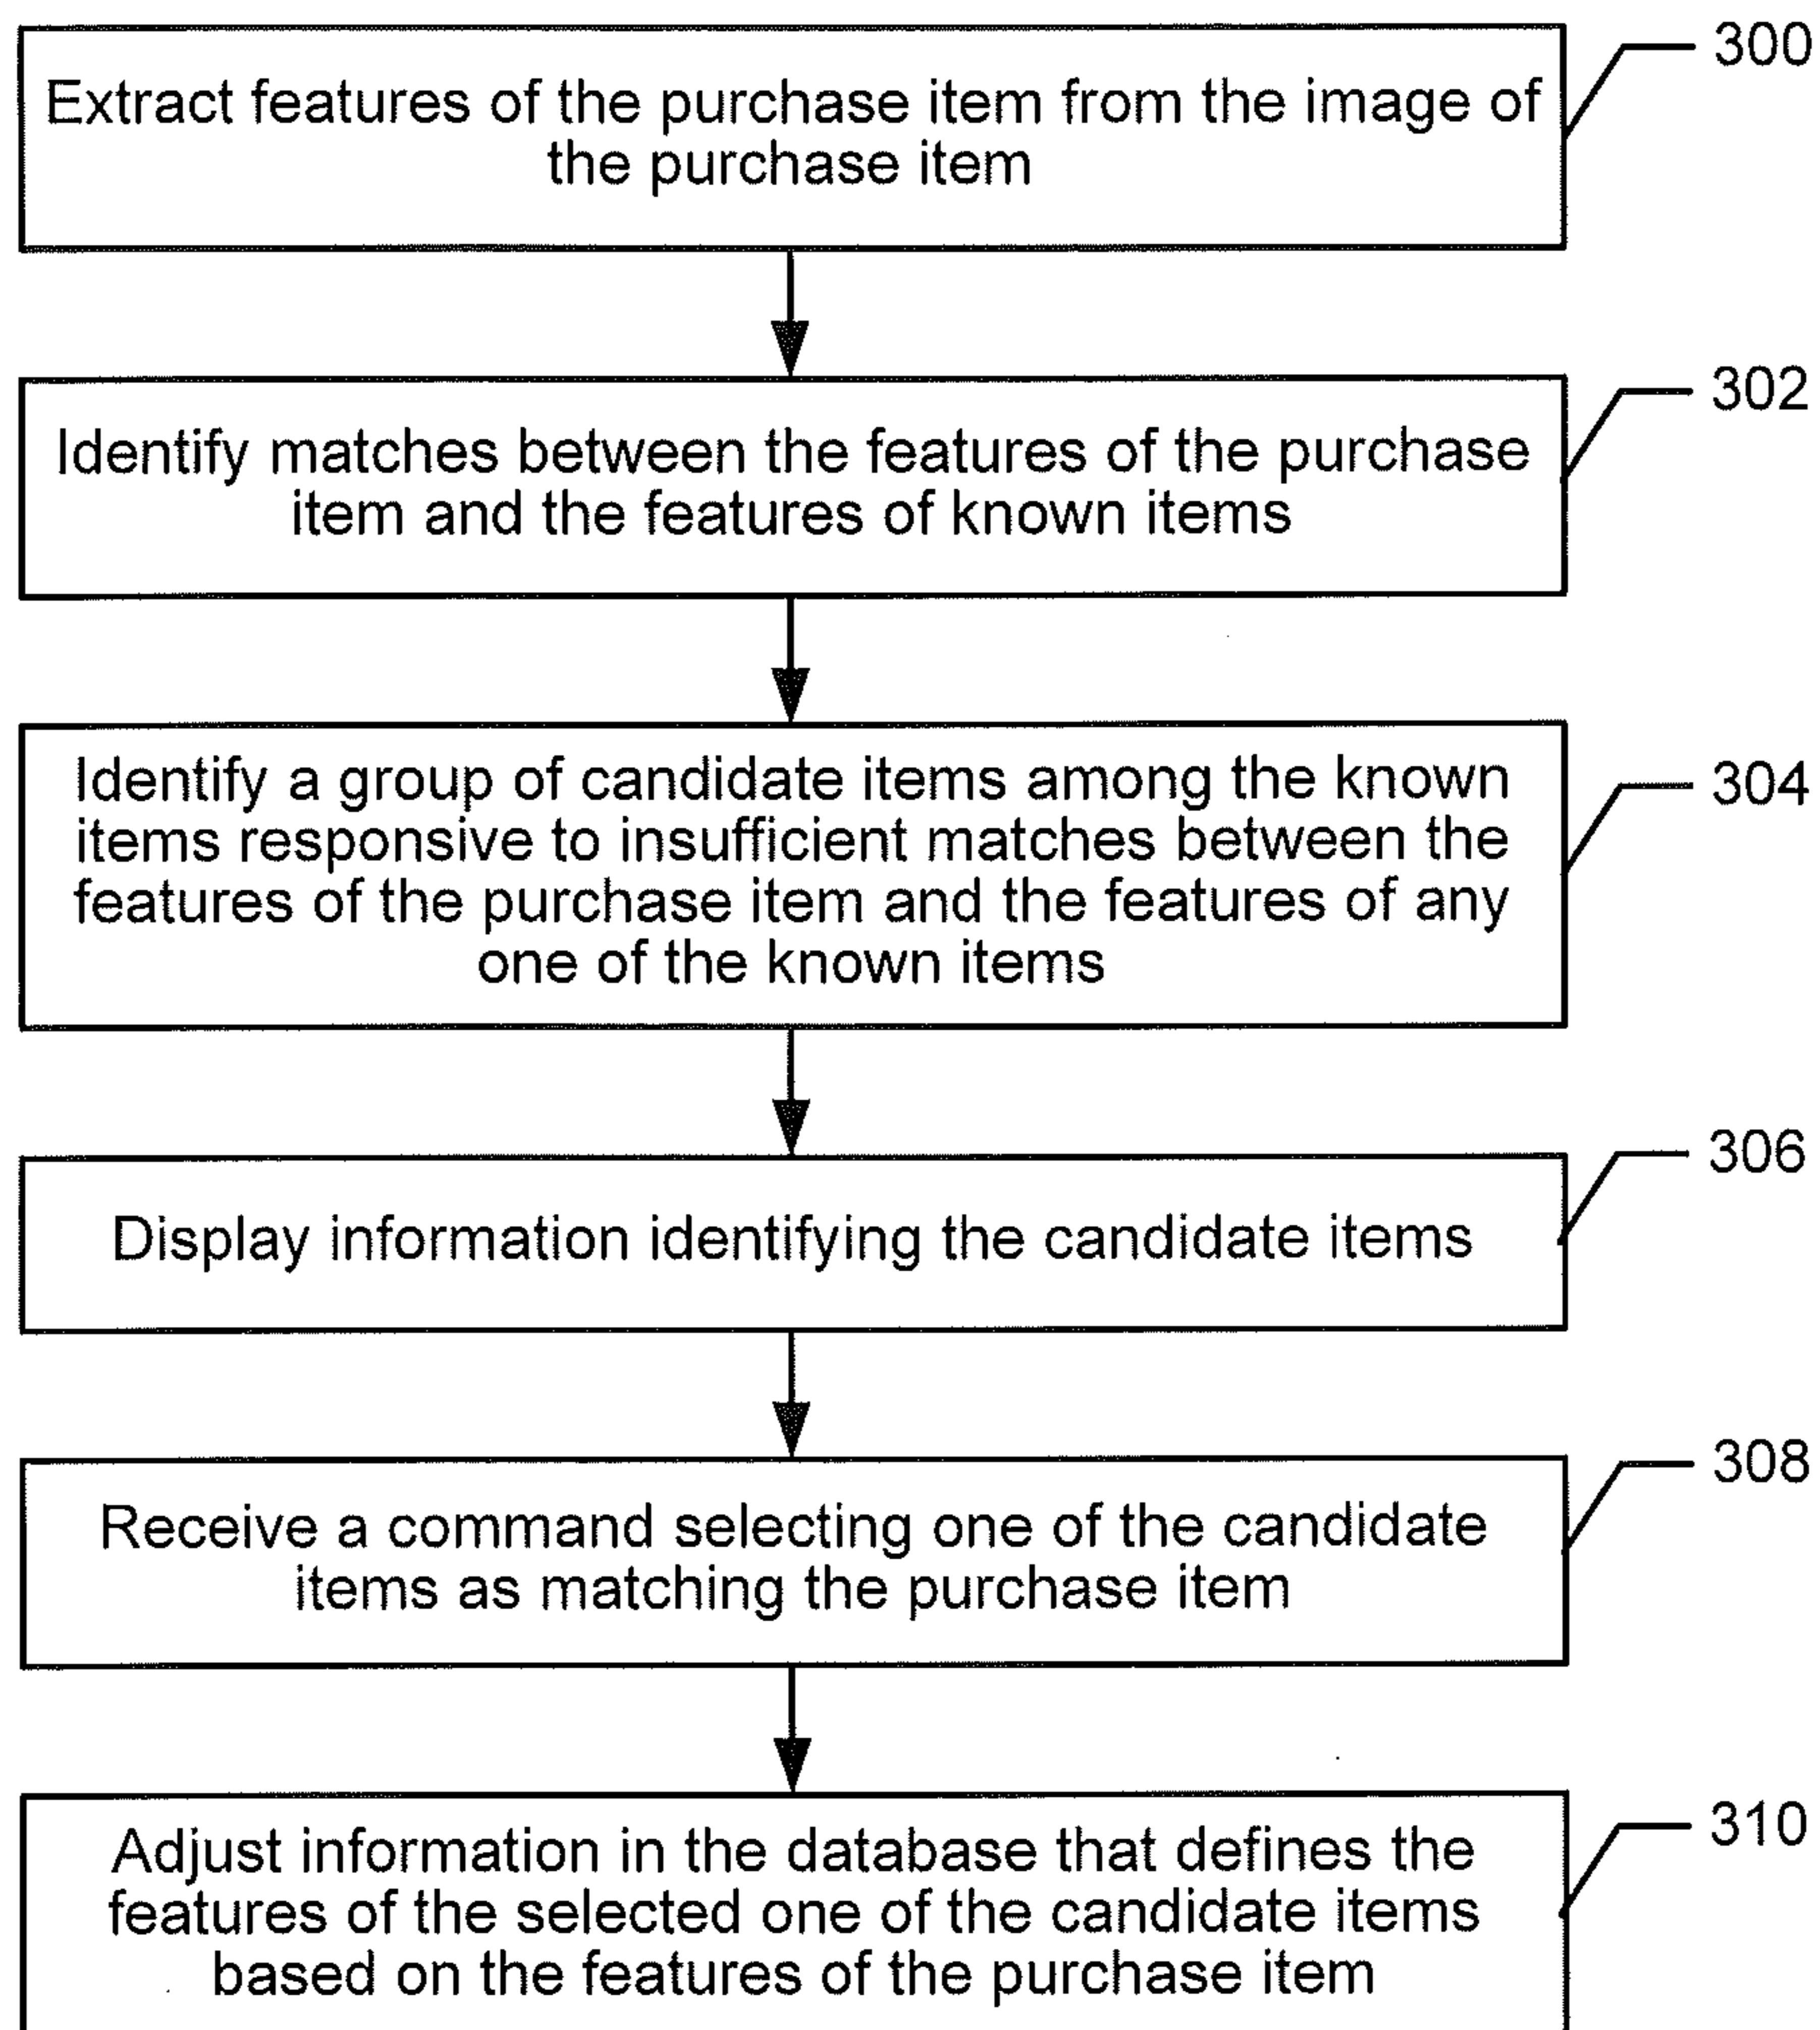 300
Extract features of the purchase item from the image of
the purchase item
302
Identify matches between the features of the purchase
item and the features of known items
304
Identify a group of candidate items among the known
items responsive to insufficient matches between the
features of the purchase item and the features of any
one of the known items
306
Display information identifying the candidate items
308
Receive a command selecting one of the candidate
items as matching the purchase item
310
Adjust information in the database that defines the
features of the selected one of the candidate items
based on the features of the purchase item